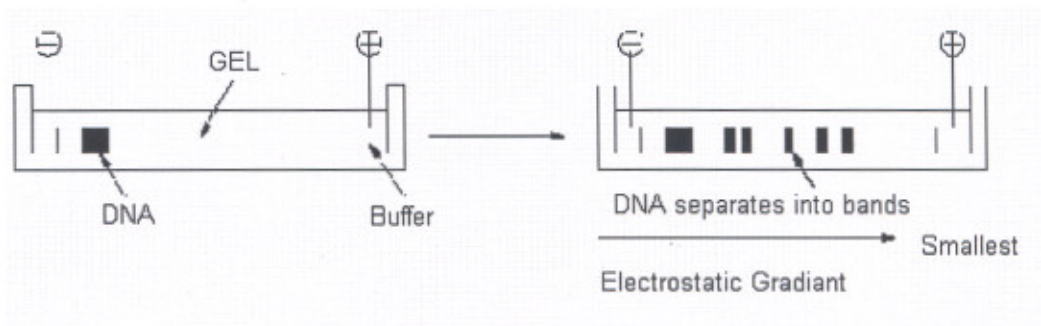 GEL
DNA
Buffer
DNA separates into bands
Smallest
Electrostatic Gradiant